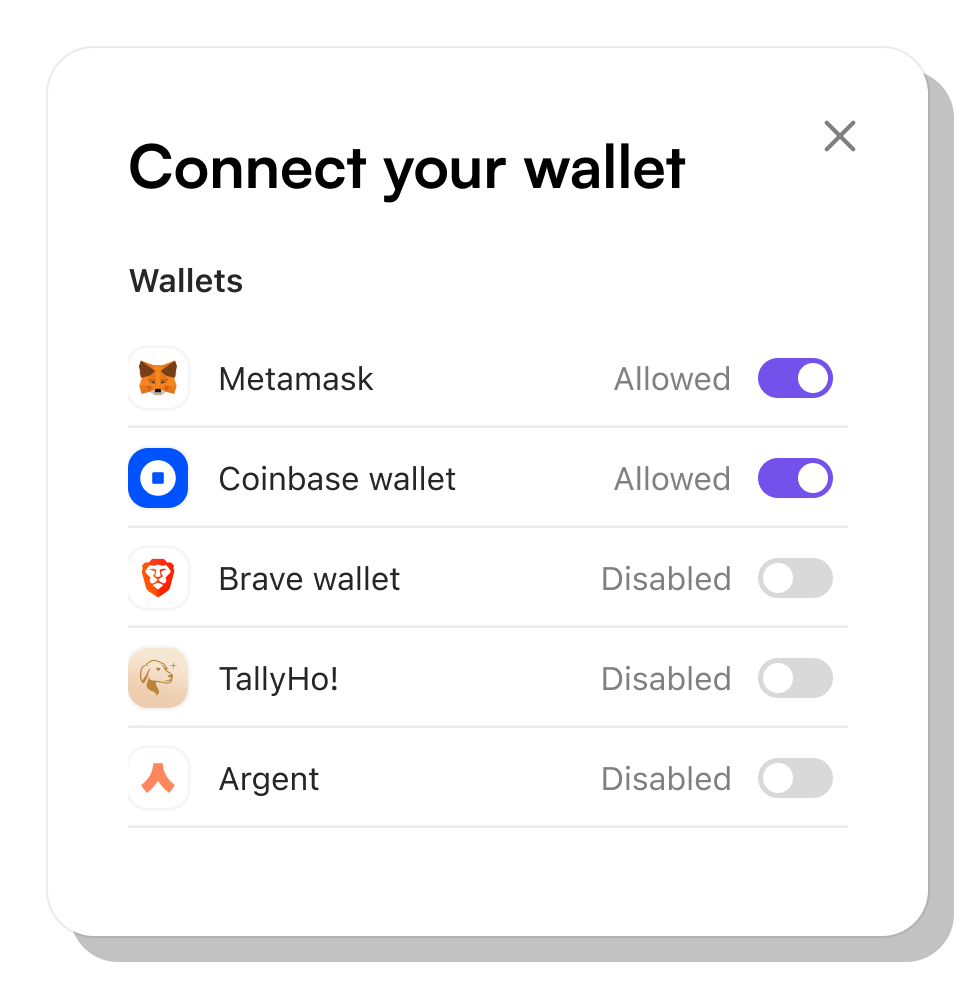 Connect your wallet
Wallets
Metamask Allowed
Coinbase wallet Allowed
Brave wallet Disabled
TallyHo! Disabled
Argent Disabled